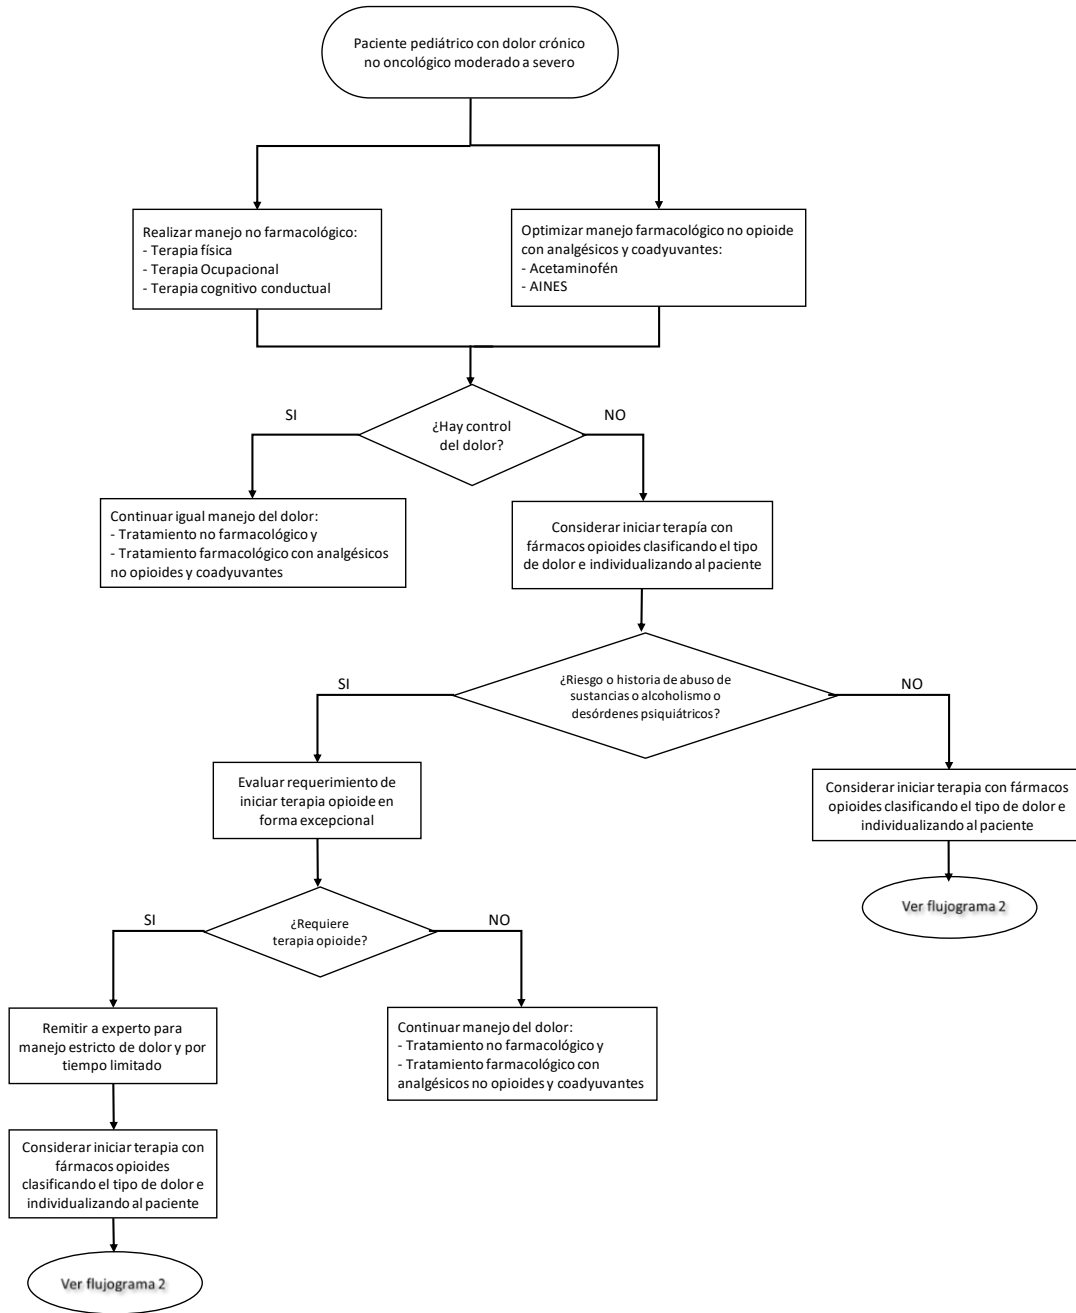 Paciente pediátrico con dolor crónico
no oncológico moderado a severo
Realizar manejo no farmacológico:
- Terapia física
- Terapia Ocupacional
- Terapia cognitivo conductual
Optimizar manejo farmacológico no opioide
con analgésicos y coadyuvantes:
- Acetaminofén
- AINES
SI
¿Hay control
del dolor?
NO
Continuar igual manejo del dolor:
- Tratamiento no farmacológico y
- Tratamiento farmacológico con analgésicos
no opioides y coadyuvantes
Considerar iniciar terapía con
fármacos opioides clasificando el tipo
de dolor e individualizando al paciente
SI
¿Riesgo o historia de abuso de
sustancias o alcoholismo o
desórdenes psiquiátricos?
NO
Evaluar requerimiento de
iniciar terapia opioide en
forma excepcional
Considerar iniciar terapia con fármacos
opioides clasificando el tipo de dolor e
individualizando al paciente
Ver flujograma 2
SI
¿Requiere
terapia opioide?
NO
Remitir a experto para
manejo estricto de dolor y por
tiempo limitado
Continuar manejo del dolor:
- Tratamiento no farmacológico y
- Tratamiento farmacológico con
analgésicos no opioides y coadyuvantes
Considerar iniciar terapia con
fármacos opioides
clasificando el tipo de dolor e
individualizando al paciente
Ver flujograma 2